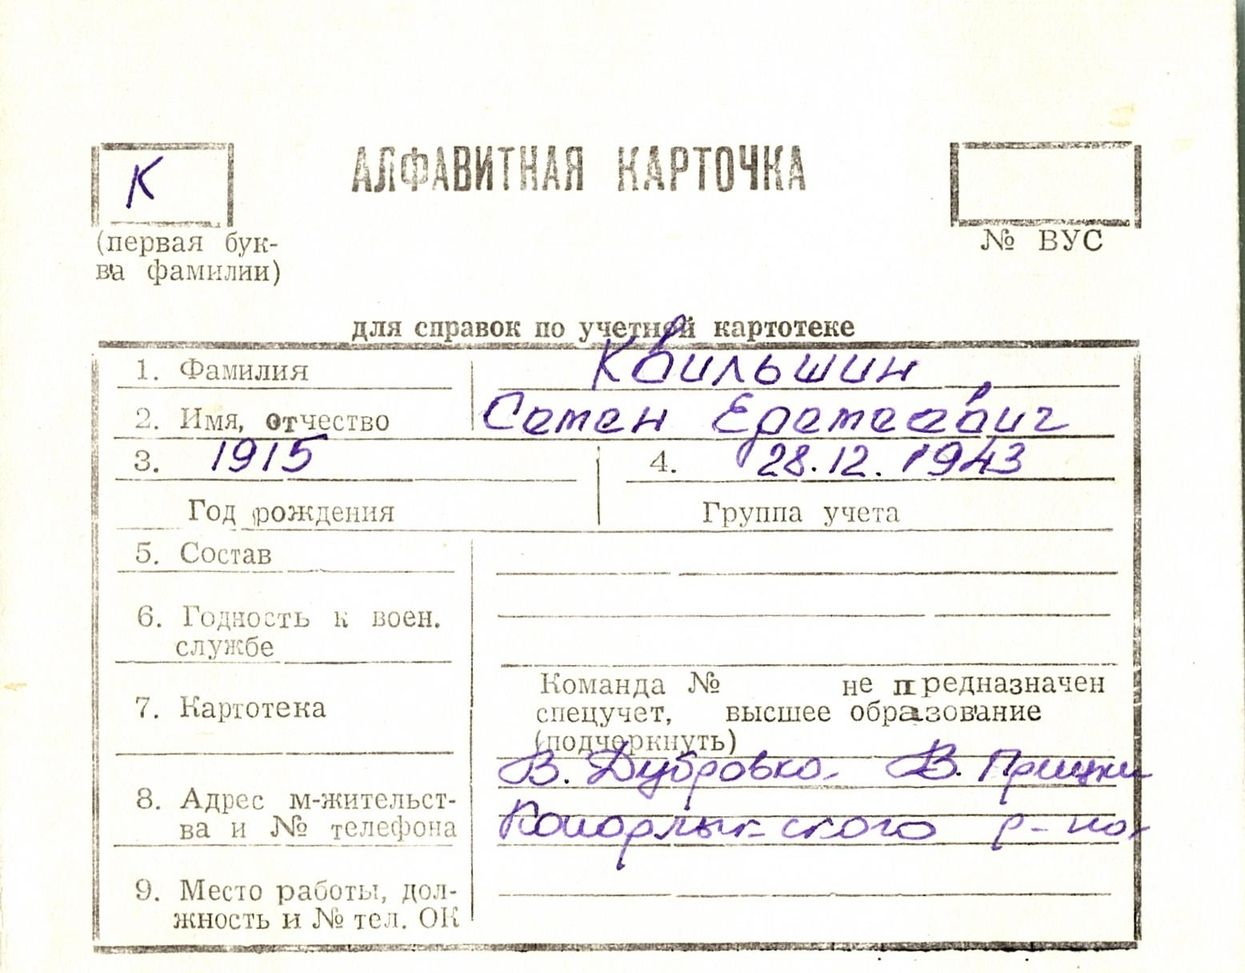 К
АЛФАВИТНАЯ КАРТОЧКА
(первая бук-
ва фамилии)
№ ВУС
для справок по учетной картотеке
1. Фамилия Квильшин
2. Имя, отчество Семен Еремеевич
3. 1915 4. 28.12.1943
Год рождения Группа учета
5. Состав
6. Годность к воен.
службе
7. Картотека
Команда № не предназначен
спецучет, высшее образование
(подчеркнуть)
8. Адрес м-жительст-
ва и № телефона
В. Дубровка. В. Прицки
Кагарлык-ского р-на
9. Место работы, дол-
жность и № тел. ОК